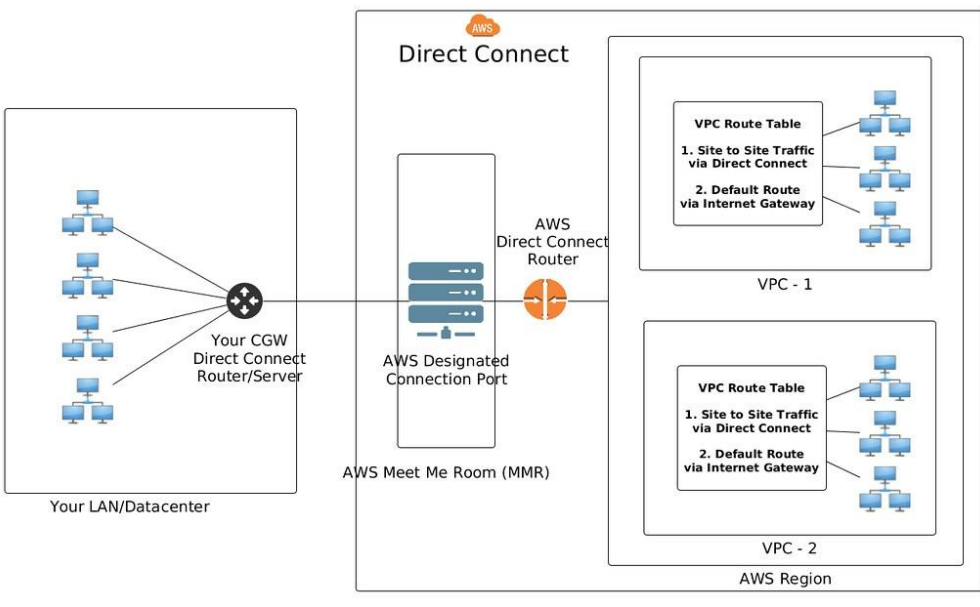 AWS
Direct Connect
Your CGW
Direct Connect
Router/Server
Your LAN/Datacenter
AWS Designated
Connection Port
AWS Meet Me Room (MMR)
AWS
Direct Connect
Router
VPC Route Table
1. Site to Site Traffic
via Direct Connect
2. Default Route
via Internet Gateway
VPC - 1
VPC Route Table
1. Site to Site Traffic
via Direct Connect
2. Default Route
via Internet Gateway
VPC - 2
AWS Region